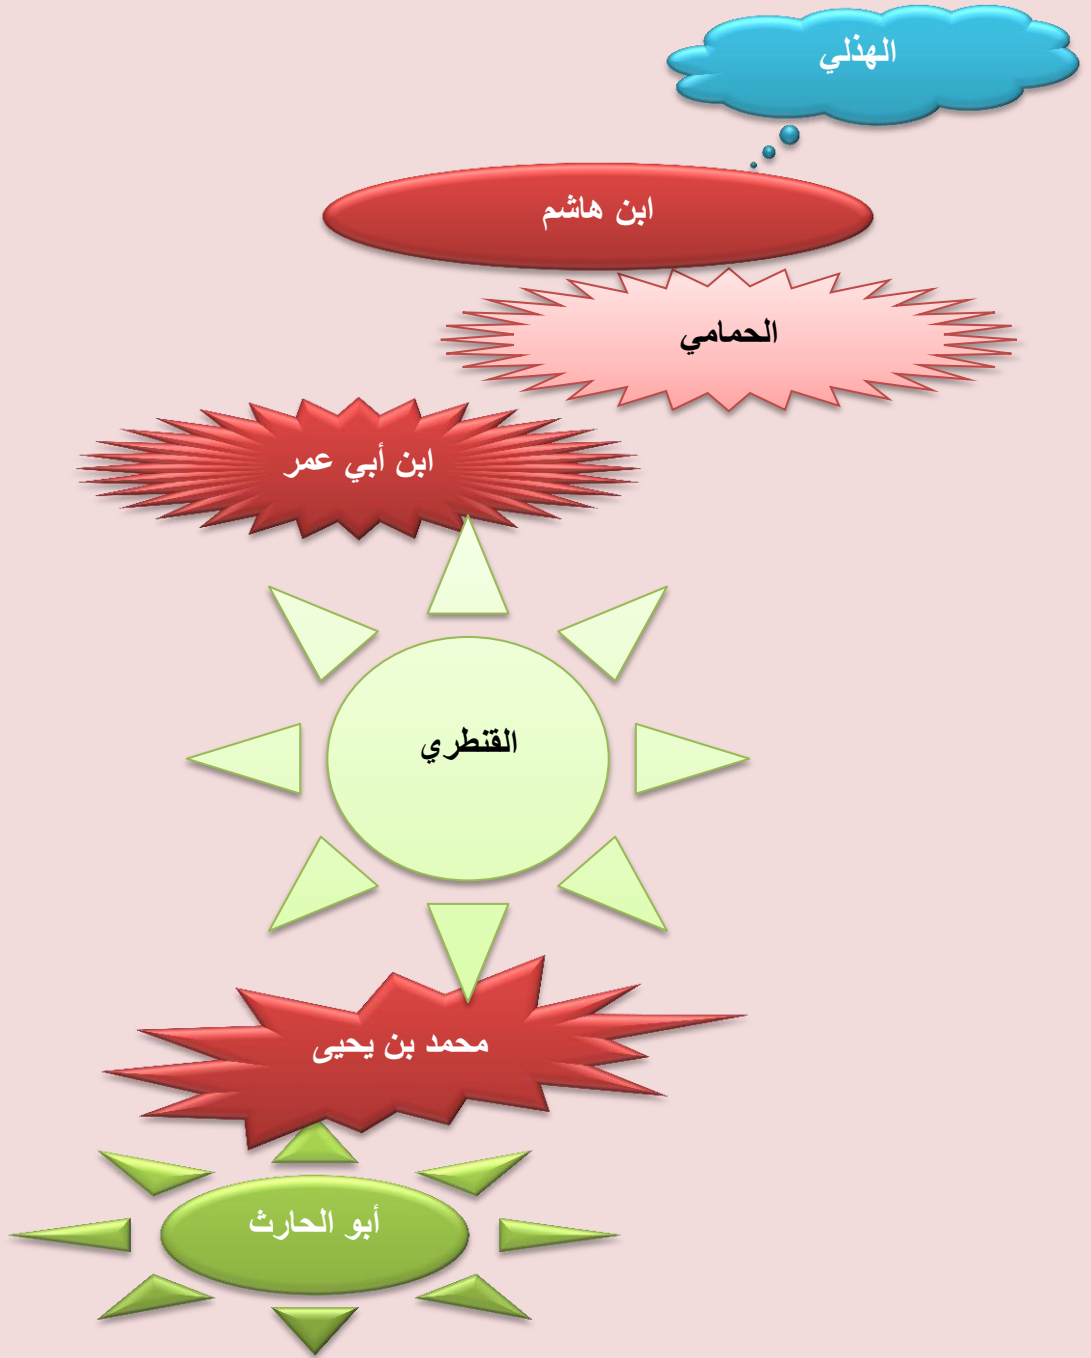 الهذلي
ابن هاشم
الحمامي
ابن أبي عمر
القنطري
محمد بن يحيى
أبو الحارث